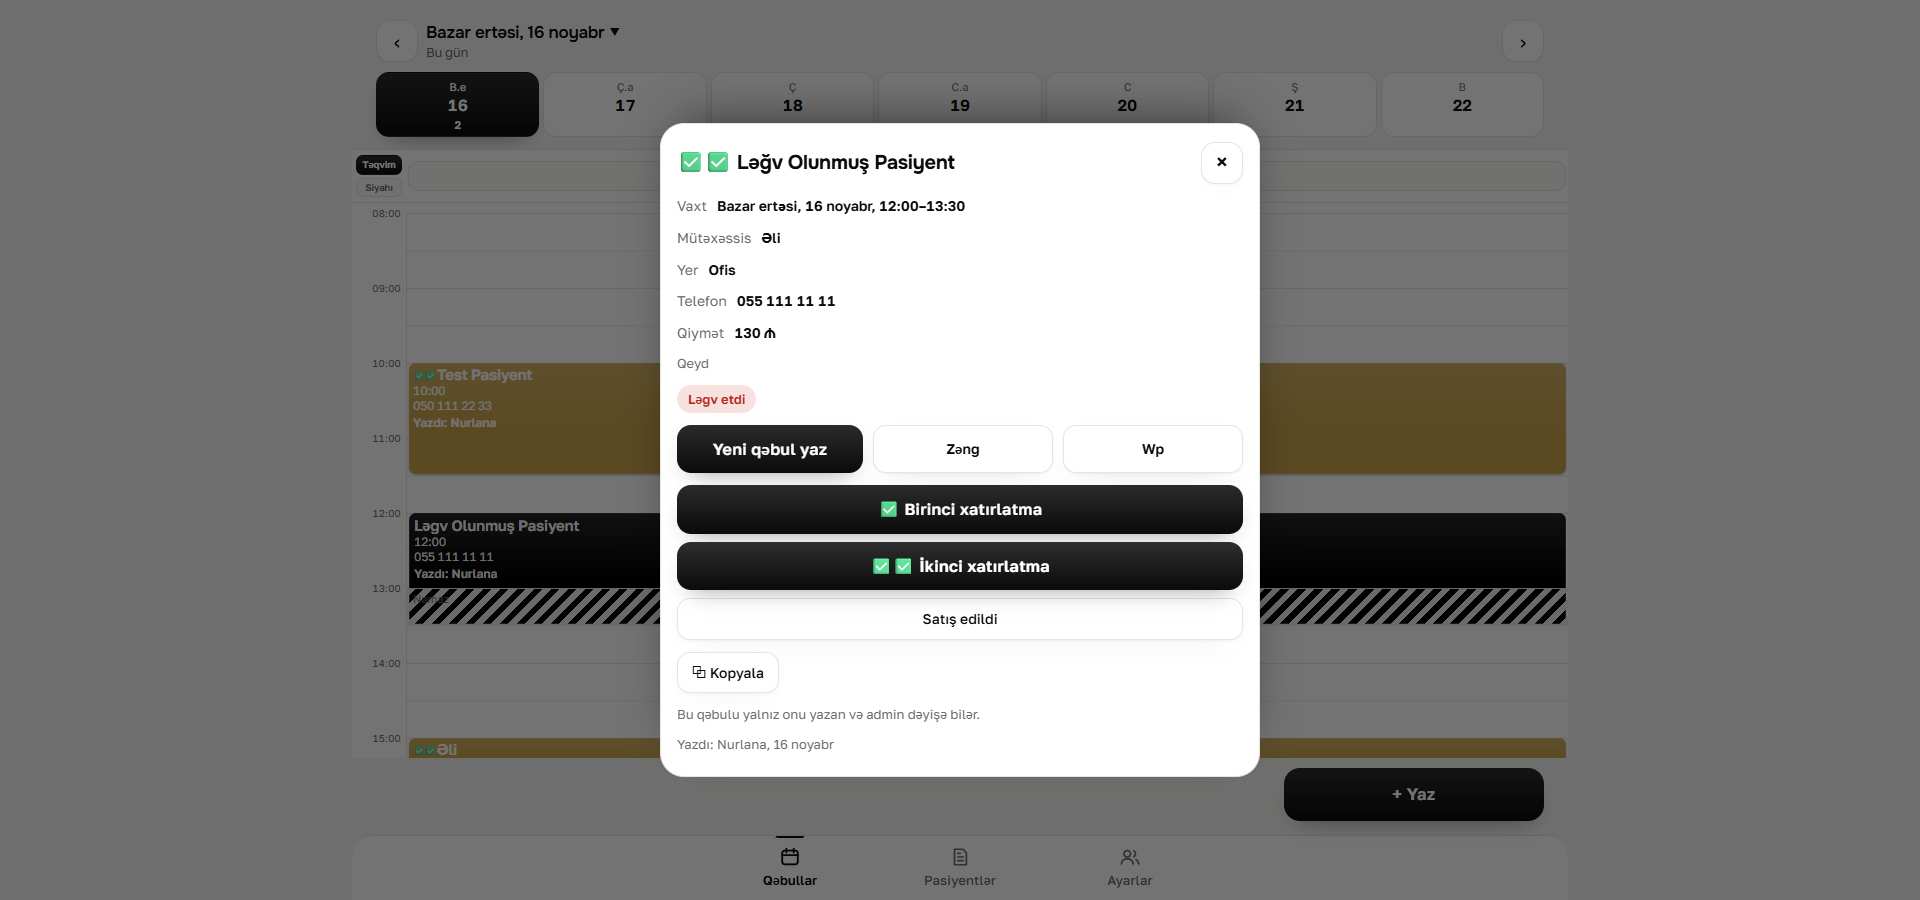 ‹
Bazar ertəsi, 16 noyabr ▼
Bu gün
›
B.e
16
2
Ç.a
17
Ç
18
C.a
19
C
20
Ş
21
B
22
Təqvim
Siyahı
08:00
09:00
10:00
11:00
12:00
13:00
14:00
15:00
✅✅Test Pasiyent
10:00
050 111 22 33
Yazdı: Nurlana
Ləgv Olunmuş Pasiyent
12:00
055 111 11 11
Yazdı: Nurlana
✅✅Əli
✅✅ Ləğv Olunmuş Pasiyent
×
Vaxt Bazar ertəsi, 16 noyabr, 12:00–13:30
Mütəxəssis Əli
Yer Ofis
Telefon 055 111 11 11
Qiymət 130 ₼
Qeyd
Ləgv etdi
Yeni qəbul yaz
Zəng
Wp
✅ Birinci xatırlatma
✅✅ İkinci xatırlatma
Satış edildi
Kopyala
Bu qəbulu yalnız onu yazan və admin dəyişə bilər.
Yazdı: Nurlana, 16 noyabr
+ Yaz
Qəbullar
Pasiyentlər
Ayarlar